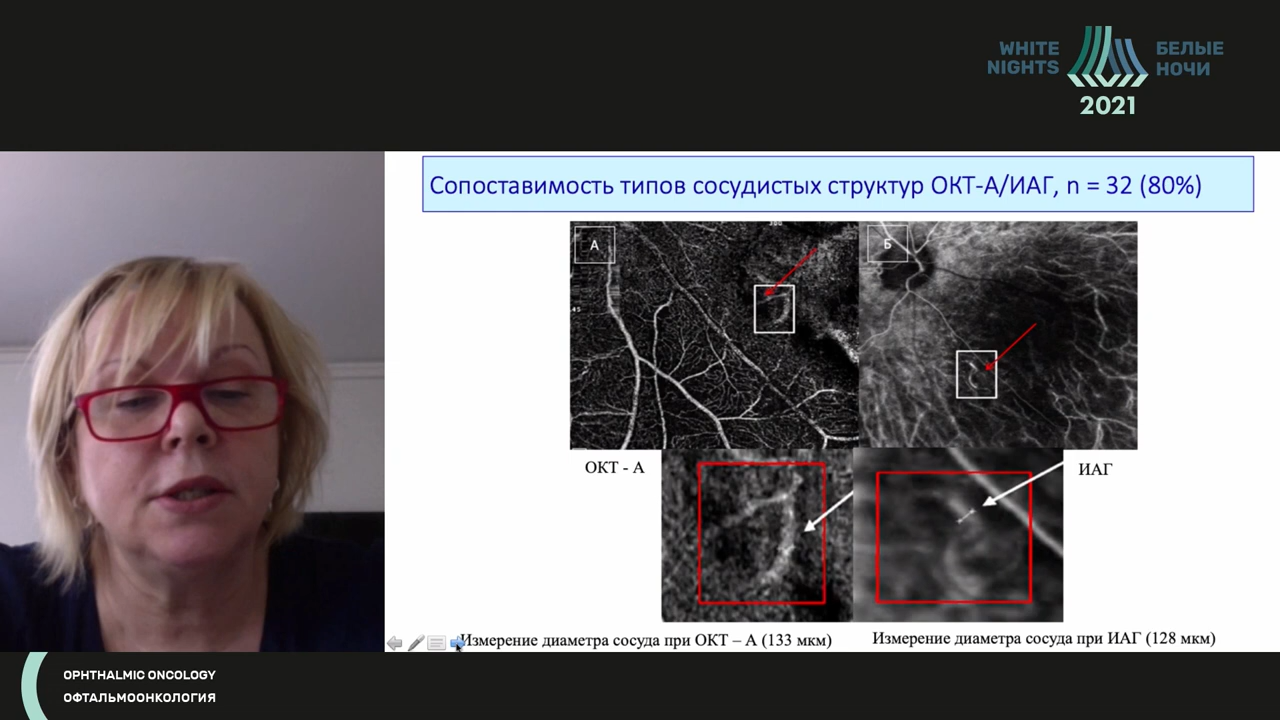 WHITE NIGHTS
БЕЛЫЕ НОЧИ
2021
Сопоставимость типов сосудистых структур ОКТ-А/ИАГ, n = 32 (80%)
А
Б
ОКТ - А
ИАГ
Измерение диаметра сосуда при ОКТ – А (133 мкм)
Измерение диаметра сосуда при ИАГ (128 мкм)
OPHTHALMIC ONCOLOGY
ОФТАЛЬМООНКОЛОГИЯ